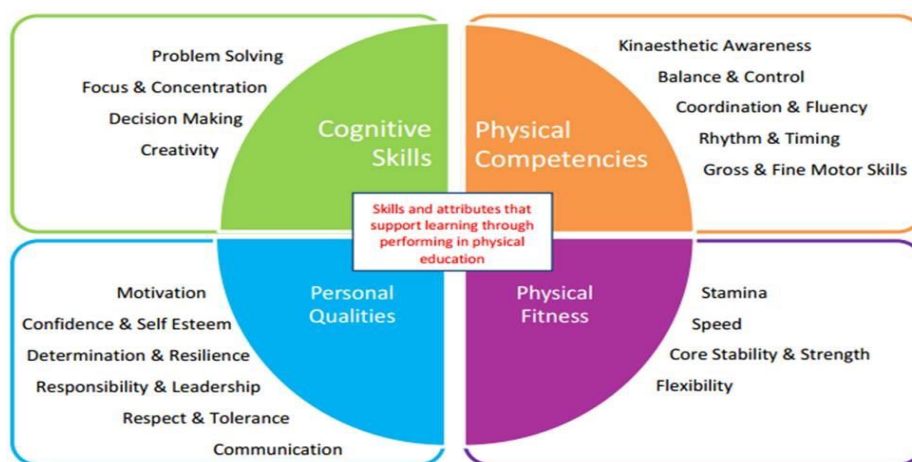 Problem Solving
Focus & Concentration
Decision Making
Creativity
Cognitive
Skills
Physical
Competencies
Kinaesthetic Awareness
Balance & Control
Coordination & Fluency
Rhythm & Timing
Gross & Fine Motor Skills
Skills and attributes that
support learning through
performing in physical
education
Motivation
Confidence & Self Esteem
Determination & Resilience
Responsibility & Leadership
Respect & Tolerance
Communication
Personal
Qualities
Physical
Fitness
Stamina
Speed
Core Stability & Strength
Flexibility